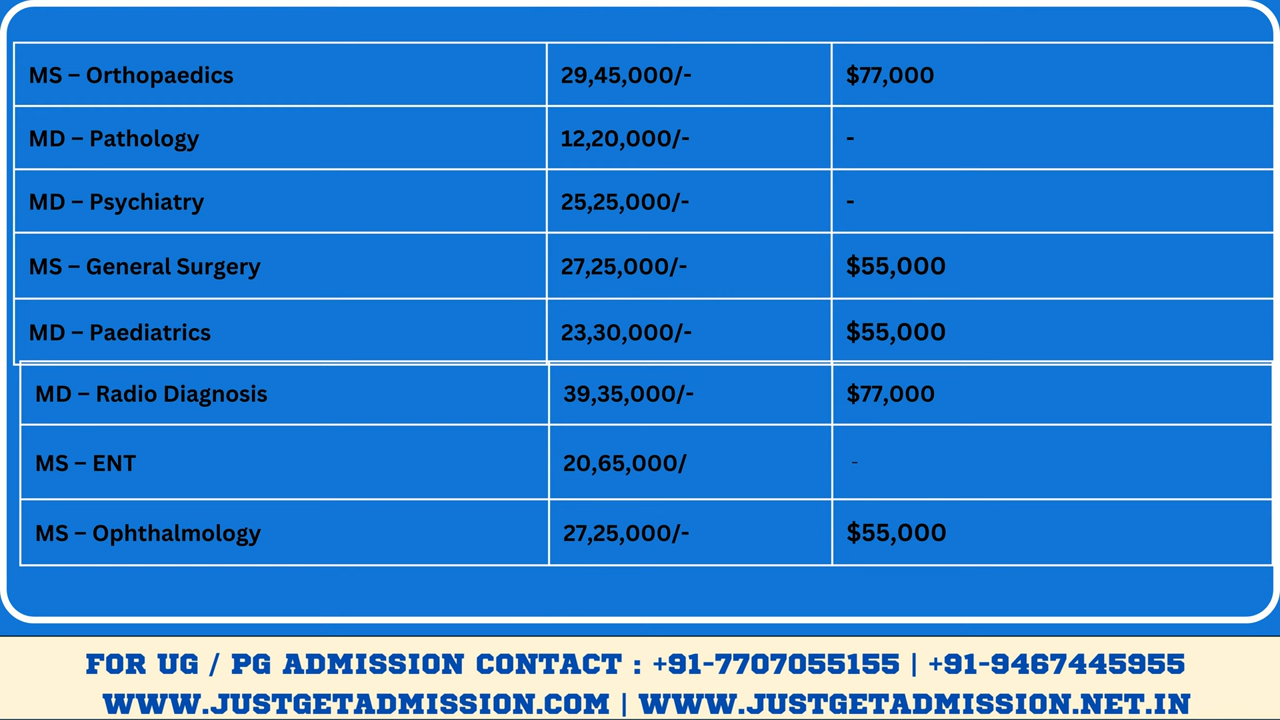 MS – Orthopaedics 29,45,000/- $77,000
MD – Pathology 12,20,000/- -
MD – Psychiatry 25,25,000/- -
MS – General Surgery 27,25,000/- $55,000
MD – Paediatrics 23,30,000/- $55,000
MD – Radio Diagnosis 39,35,000/- $77,000
MS – ENT 20,65,000/ -
MS – Ophthalmology 27,25,000/- $55,000
FOR UG / PG ADMISSION CONTACT : +91-7707055155 | +91-9467445955
WWW.JUSTGETADMISSION.COM | WWW.JUSTGETADMISSION.NET.IN